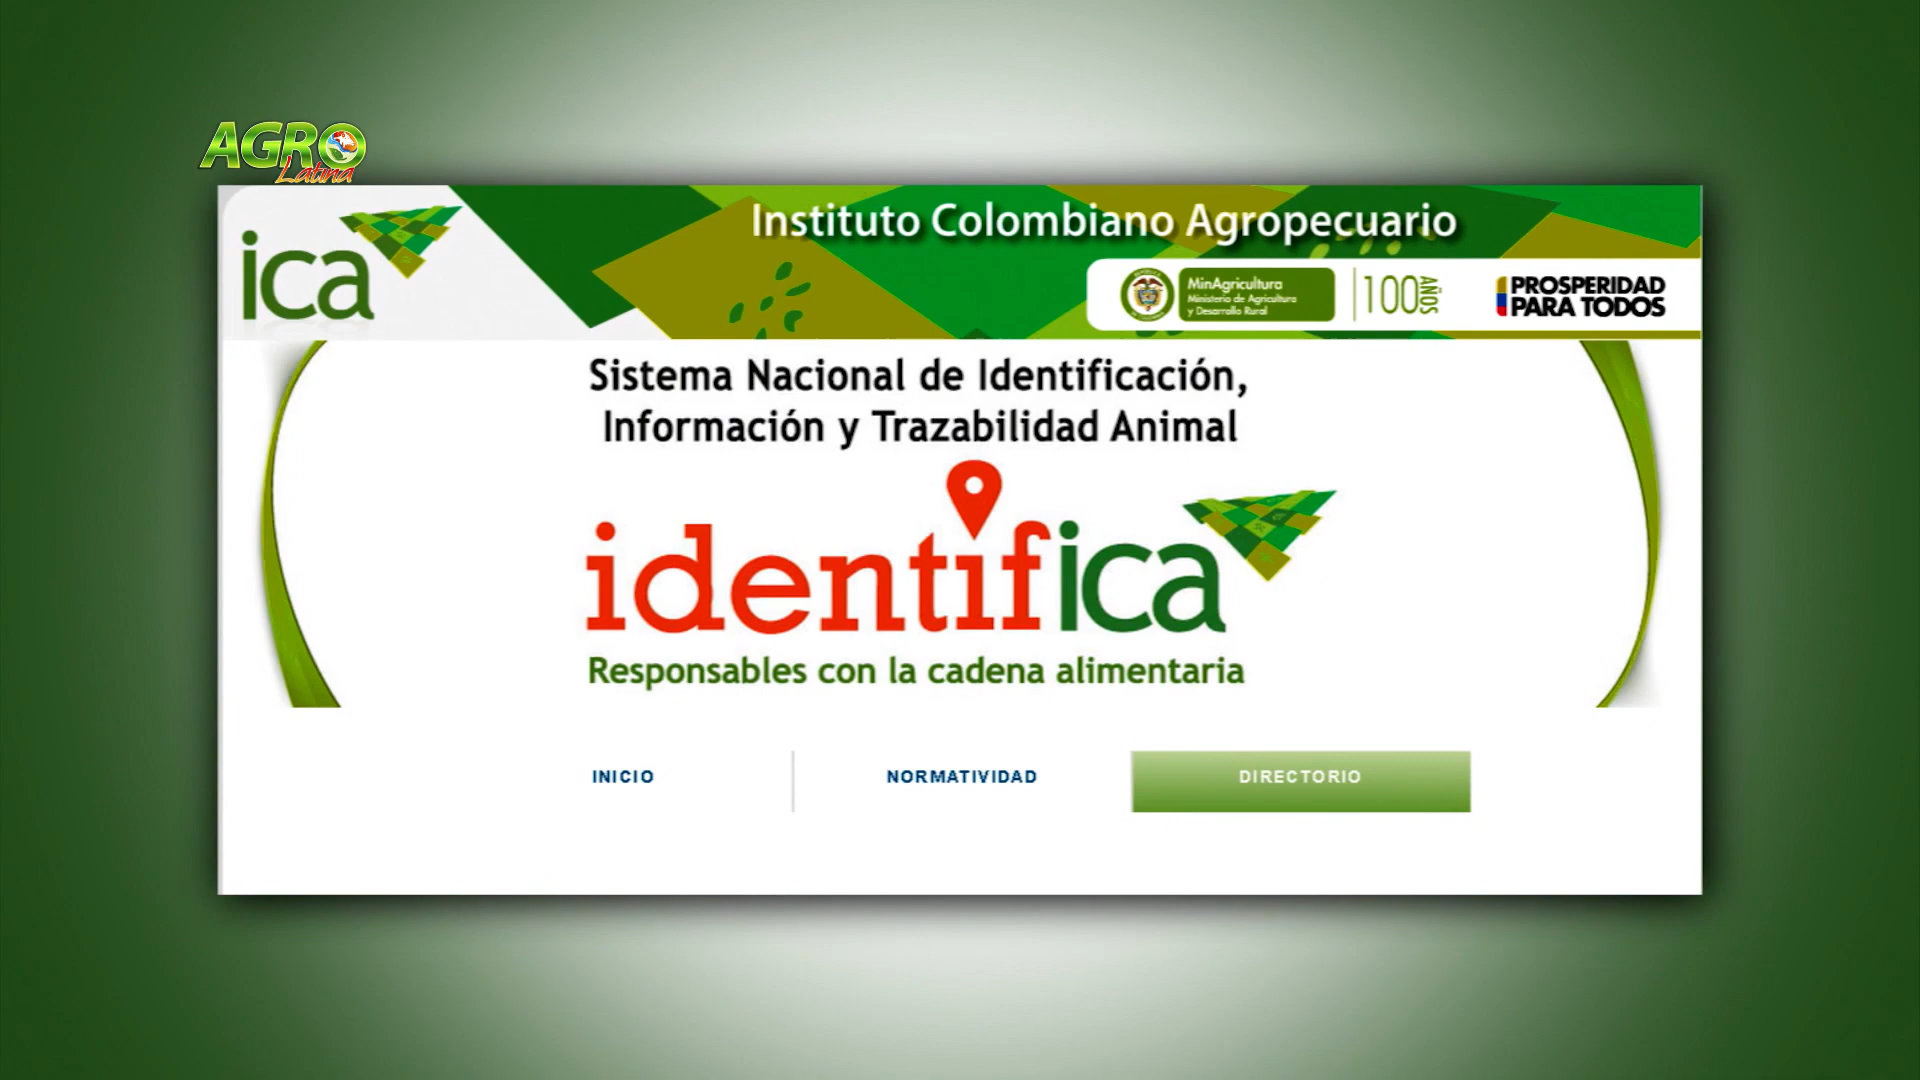 AGRO
Latina
ica
Instituto Colombiano Agropecuario
MinAgricultura
Ministerio de Agricultura
y Desarrollo Rural
100 AÑOS
PROSPERIDAD
PARA TODOS
Sistema Nacional de Identificación,
Información y Trazabilidad Animal
identifica
Responsables con la cadena alimentaria
INICIO
NORMATIVIDAD
DIRECTORIO